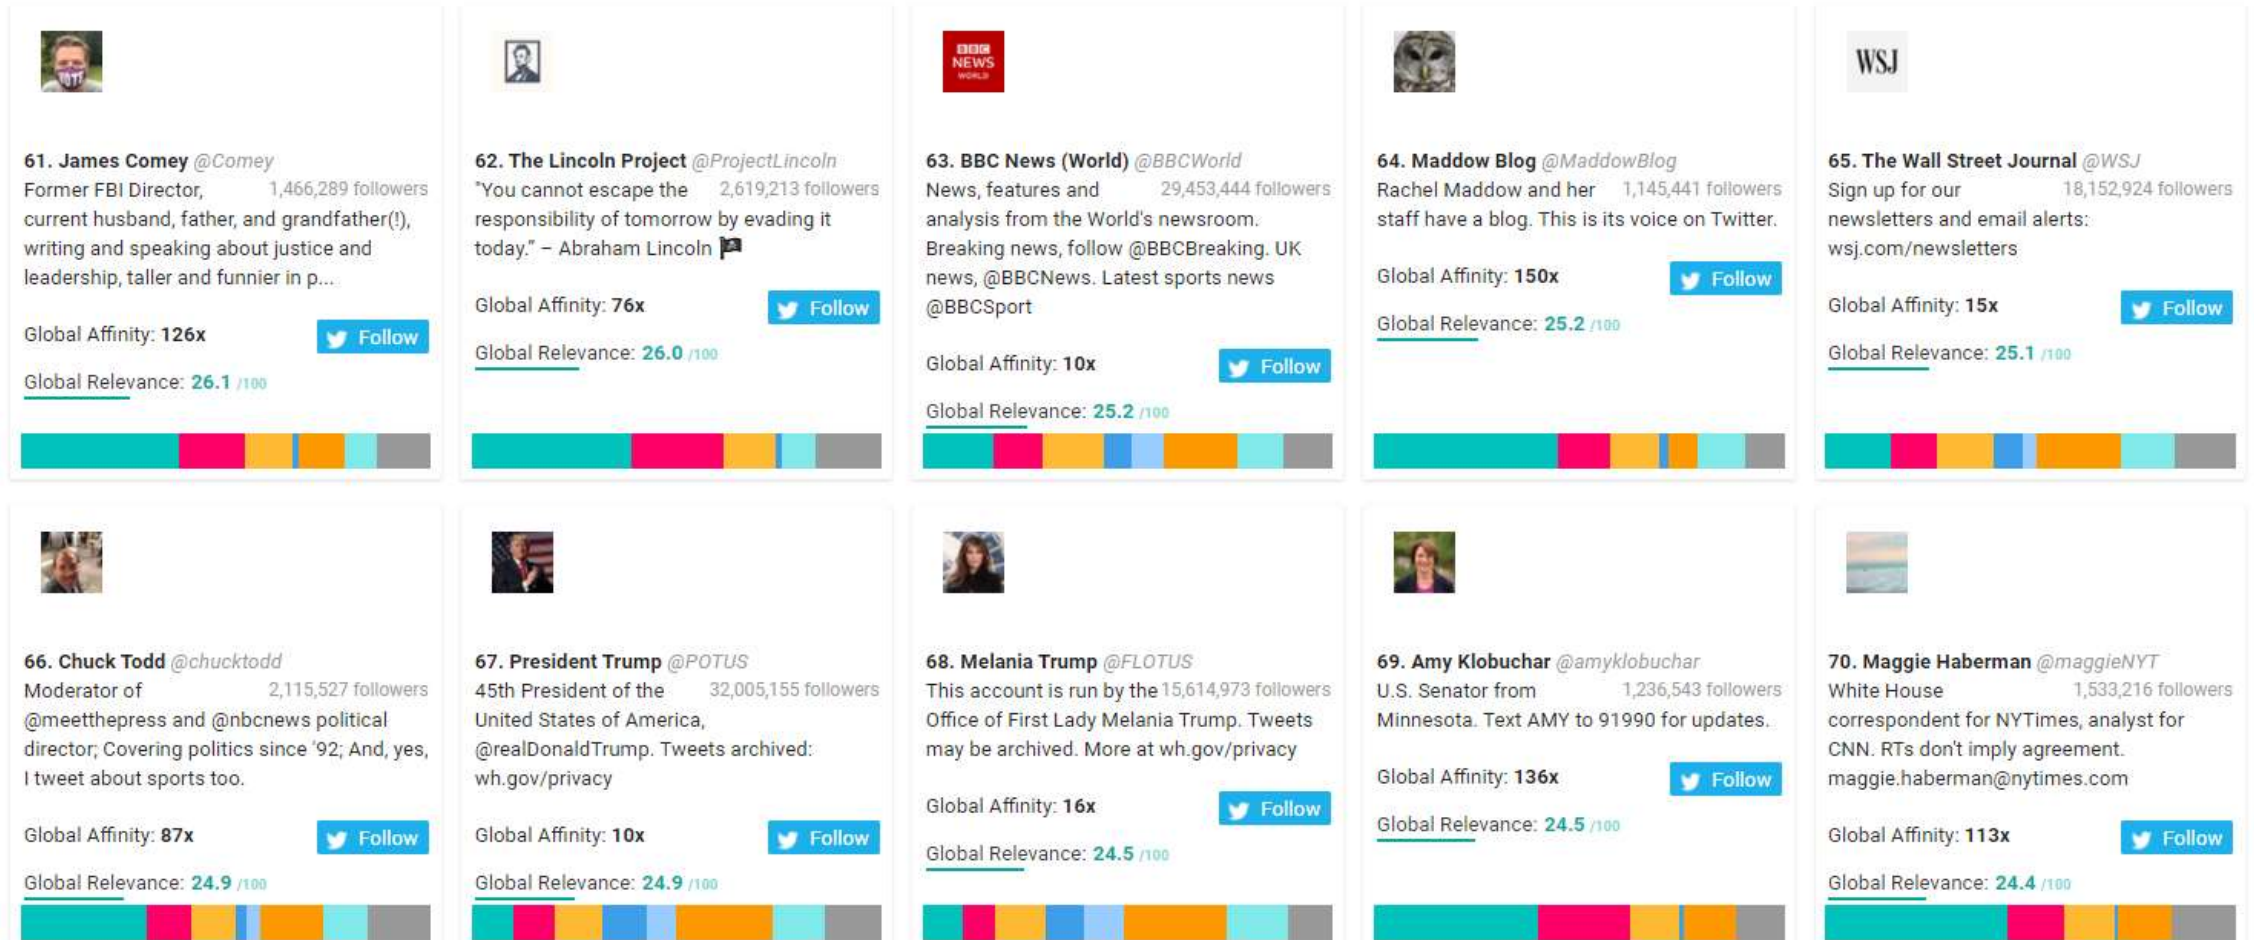 VOTE
BBC
NEWS
WORLD
WSJ
61. James Comey @Comey
Former FBI Director, 1,466,289 followers
current husband, father, and grandfather(!),
writing and speaking about justice and
leadership, taller and funnier in p...
Global Affinity: 126x
Follow
Global Relevance: 26.1 /100
62. The Lincoln Project @ProjectLincoln
"You cannot escape the 2,619,213 followers
responsibility of tomorrow by evading it
today.” – Abraham Lincoln
Global Affinity: 76x
Follow
Global Relevance: 26.0 /100
63. BBC News (World) @BBCWorld
News, features and 29,453,444 followers
analysis from the World's newsroom.
Breaking news, follow @BBCBreaking. UK
news, @BBCNews. Latest sports news
@BBCSport
Global Affinity: 10x
Follow
Global Relevance: 25.2 /100
64. Maddow Blog @MaddowBlog
Rachel Maddow and her 1,145,441 followers
staff have a blog. This is its voice on Twitter.
Global Affinity: 150x
Follow
Global Relevance: 25.2 /100
65. The Wall Street Journal @WSJ
Sign up for our 18,152,924 followers
newsletters and email alerts:
wsj.com/newsletters
Global Affinity: 15x
Follow
Global Relevance: 25.1 /100
66. Chuck Todd @chucktodd
Moderator of 2,115,527 followers
@meetthepress and @nbcnews political
director; Covering politics since '92; And, yes,
I tweet about sports too.
Global Affinity: 87x
Follow
Global Relevance: 24.9 /100
67. President Trump @POTUS
45th President of the 32,005,155 followers
United States of America,
@realDonaldTrump. Tweets archived:
wh.gov/privacy
Global Affinity: 10x
Follow
Global Relevance: 24.9 /100
68. Melania Trump @FLOTUS
This account is run by the 15,614,973 followers
Office of First Lady Melania Trump. Tweets
may be archived. More at wh.gov/privacy
Global Affinity: 16x
Follow
Global Relevance: 24.5 /100
69. Amy Klobuchar @amyklobuchar
U.S. Senator from 1,236,543 followers
Minnesota. Text AMY to 91990 for updates.
Global Affinity: 136x
Follow
Global Relevance: 24.5 /100
70. Maggie Haberman @maggieNYT
White House 1,533,216 followers
correspondent for NYTimes, analyst for
CNN. RTs don't imply agreement.
maggie.haberman@nytimes.com
Global Affinity: 113x
Follow
Global Relevance: 24.4 /100